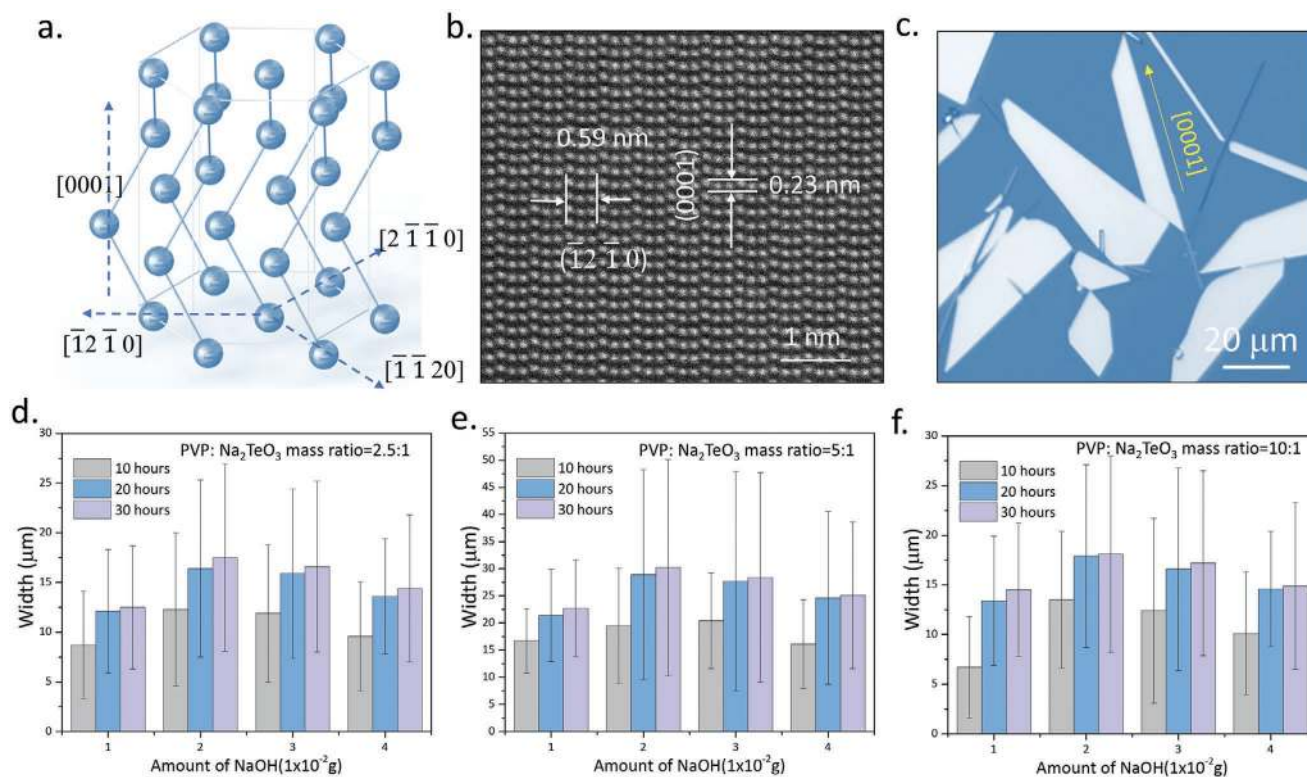 a.
[0001]
[2 1̅ 1̅ 0]
[1̅2 1̅ 0]
[1̅ 1̅ 20]
b.
0.59 nm
(0001)
0.23 nm
(1̅2 1̅ 0)
1 nm
c.
[0001]
20 μm
d.
PVP: Na₂TeO₃ mass ratio=2.5:1
10 hours
20 hours
30 hours
Width (μm)
30
25
20
15
10
5
0
1 2 3 4
Amount of NaOH(1x10⁻²g)
e.
PVP: Na₂TeO₃ mass ratio=5:1
10 hours
20 hours
30 hours
Width (μm)
55
50
45
40
35
30
25
20
15
10
5
0
1 2 3 4
Amount of NaOH(1x10⁻²g)
f.
PVP: Na₂TeO₃ mass ratio=10:1
10 hours
20 hours
30 hours
Width (μm)
30
25
20
15
10
5
0
1 2 3 4
Amount of NaOH(1x10⁻²g)